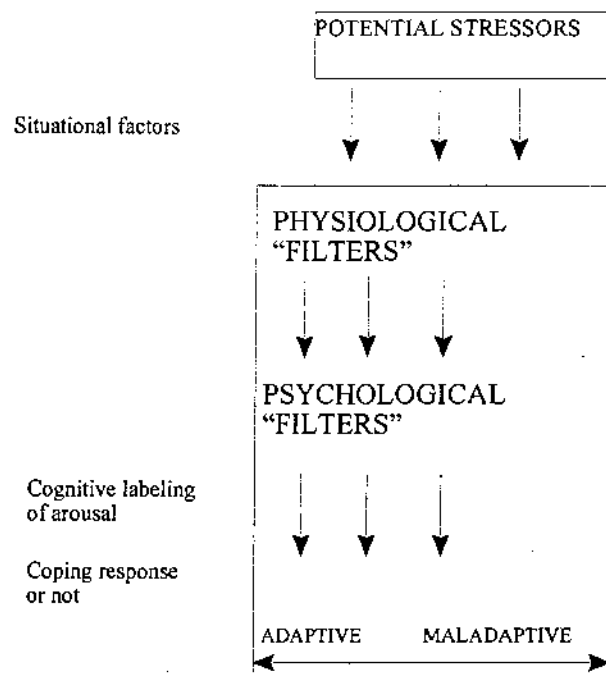 POTENTIAL STRESSORS
Situational factors
PHYSIOLOGICAL
“FILTERS”
PSYCHOLOGICAL
“FILTERS”
Cognitive labeling
of arousal
Coping response
or not
ADAPTIVE MALADAPTIVE